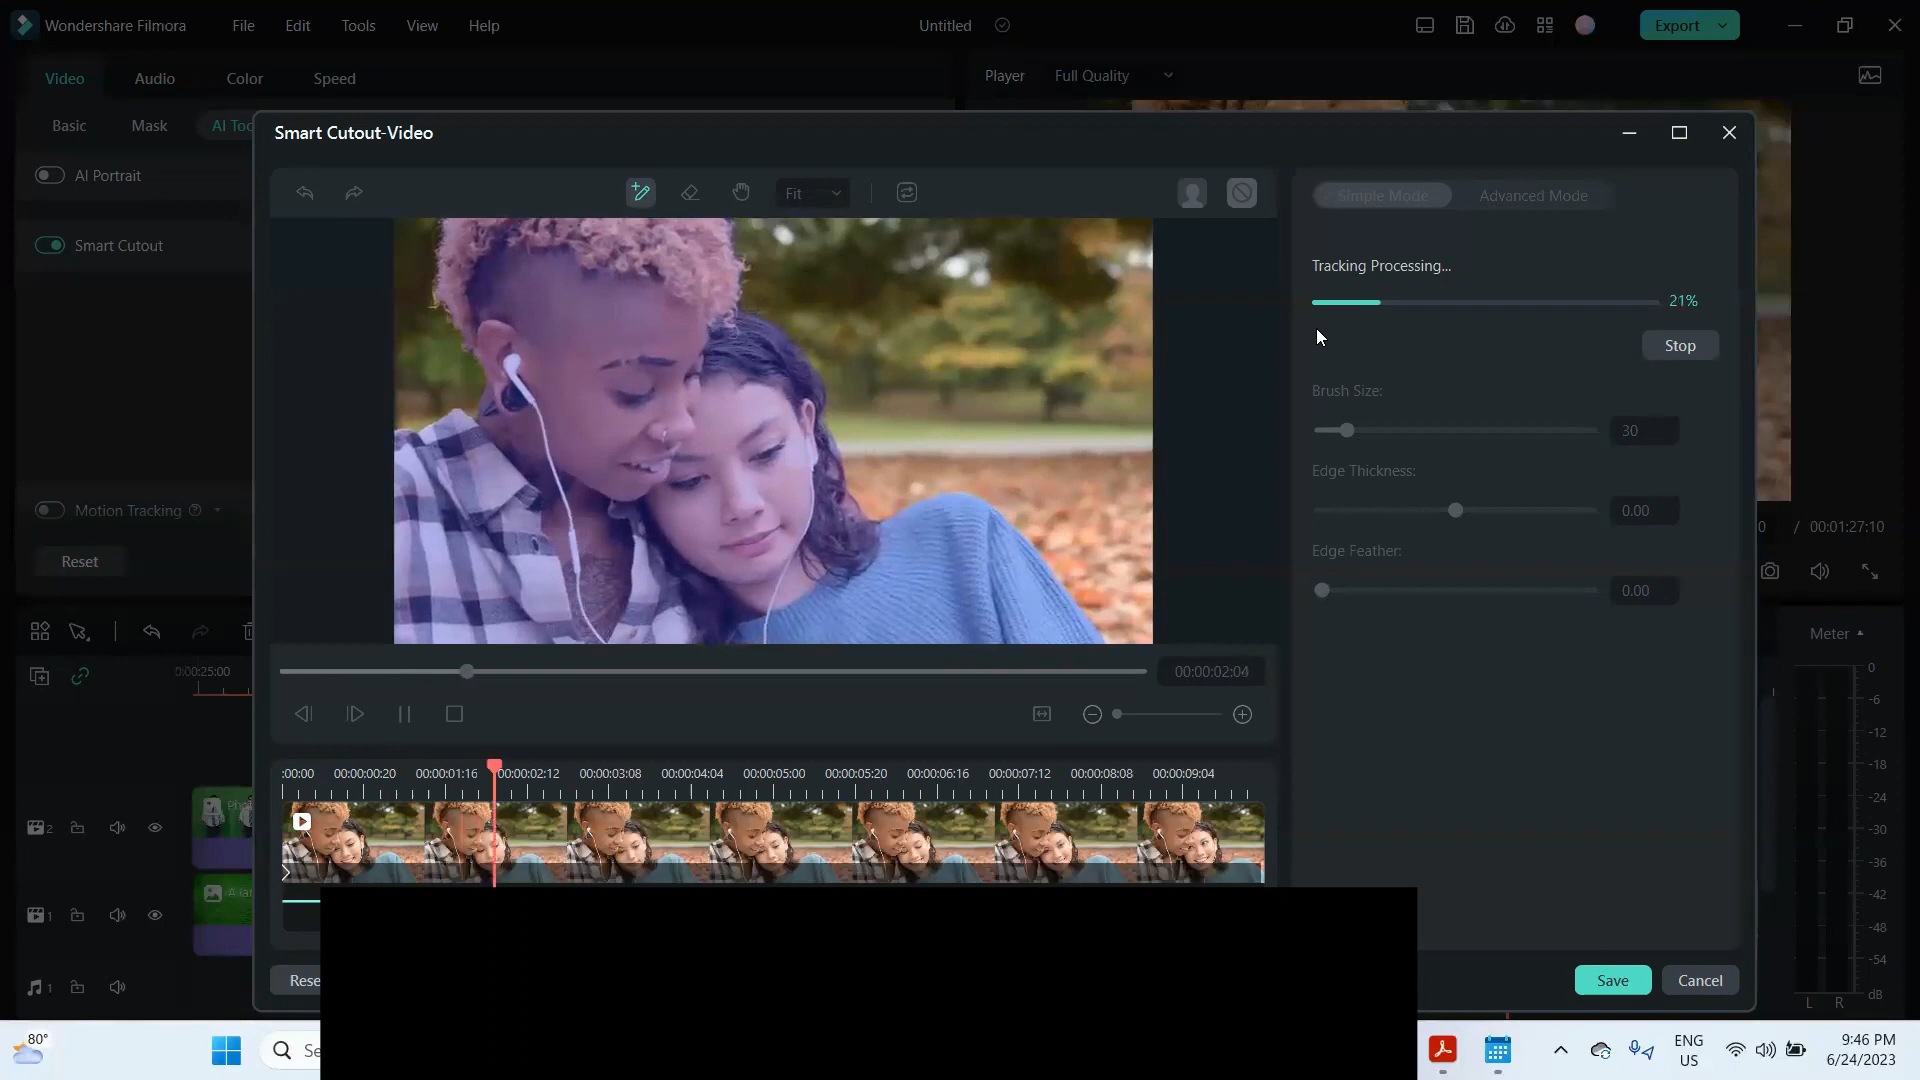 Wondershare Filmora File Edit Tools View Help Untitled Export
Video Audio Color Speed Player Full Quality
Basic Mask AI Too
Smart Cutout-Video
AI Portrait
Fit
Simple Mode Advanced Mode
Smart Cutout
Tracking Processing...
21%
Stop
Brush Size:
30
Edge Thickness:
0.00
Motion Tracking
0 / 00:01:27:10
Edge Feather:
0.00
Reset
Meter
0:00:25:00
00:00:02:04
0
-6
-12
-18
-24
-30
-36
-42
-48
-54
dB
L R
:00:00 00:00:00:20 00:00:01:16 00:00:02:12 00:00:03:08 00:00:04:04 00:00:05:00 00:00:05:20 00:00:06:16 00:00:07:12 00:00:08:08 00:00:09:04
2
1
1
Rese
Save Cancel
80°
Se
ENG
US
9:46 PM
6/24/2023